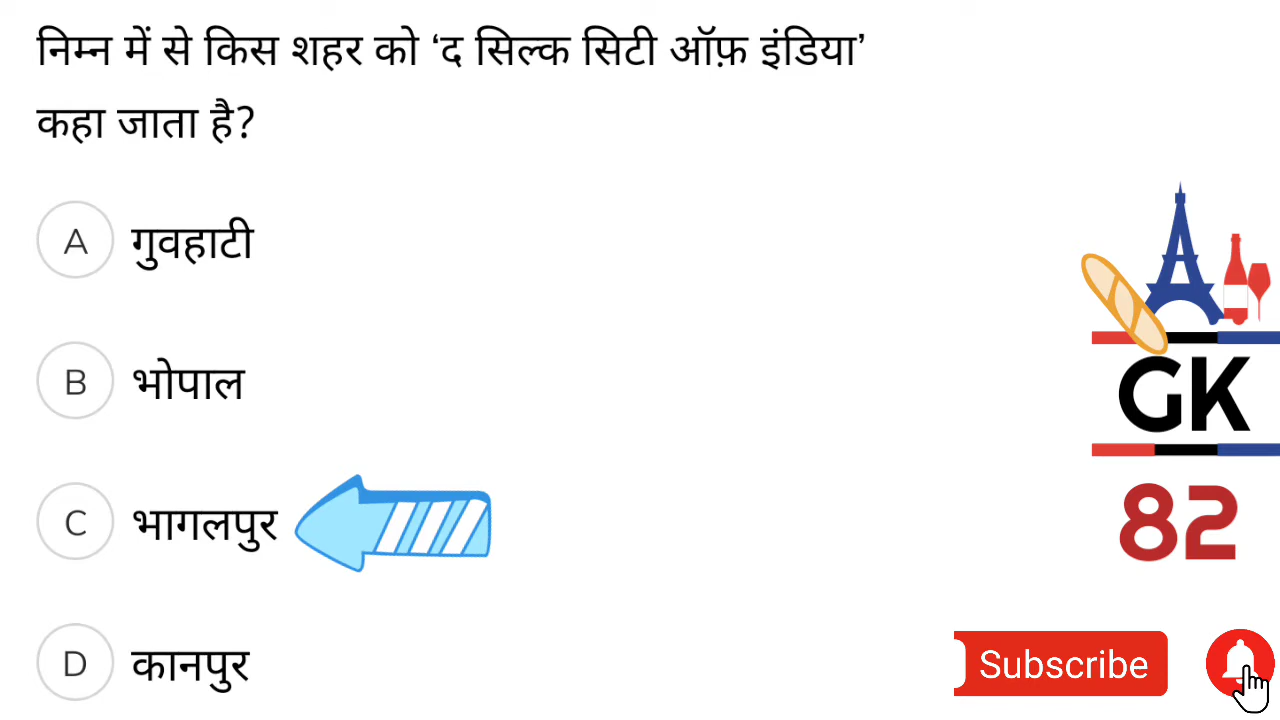 निम्न में से किस शहर को ‘द सिल्क सिटी ऑफ़ इंडिया’
कहा जाता है?
A गुवहाटी
B भोपाल
C भागलपुर
D कानपुर
GK
82
Subscribe